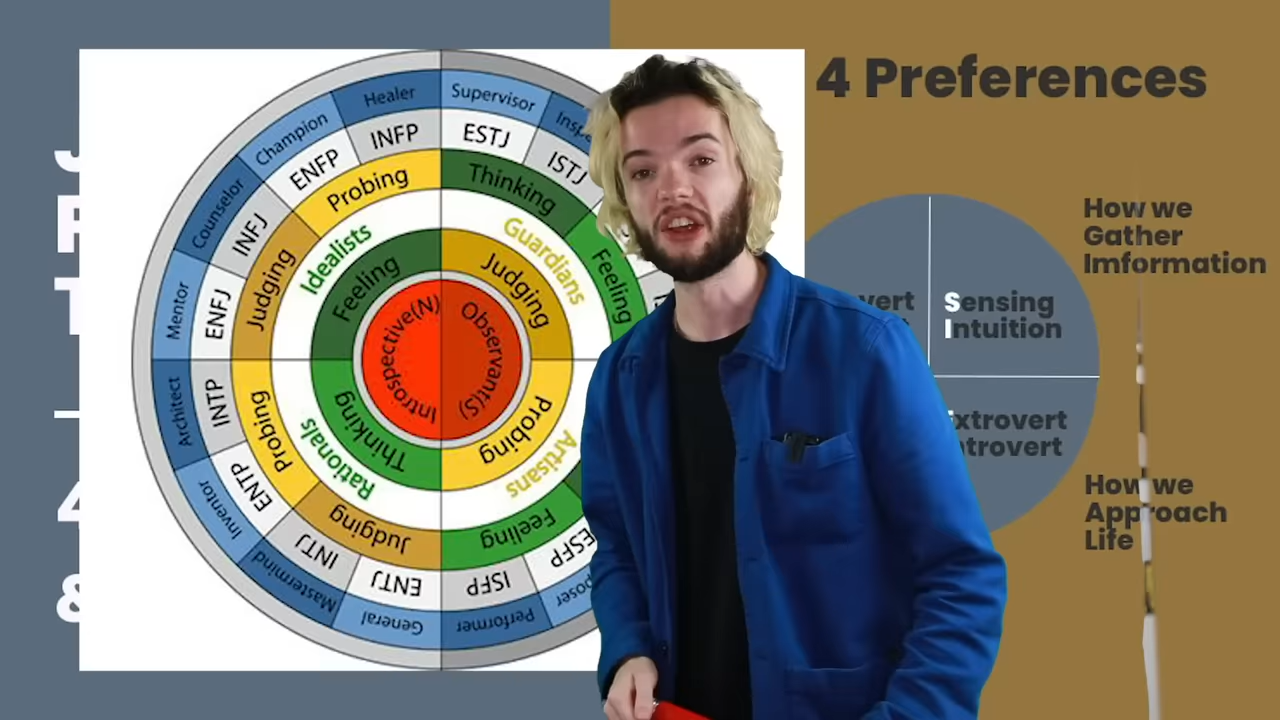 4 Preferences
How we
Gather
Imformation
Sensing
Intuition
How we
Approach
Life
Healer
Supervisor
Champion
INFP
ESTJ
ENFP
ISTJ
Counselor
Probing
Thinking
INFJ
Judging
Idealists
Guardians
Feeling
Judging
Feeling
Mentor
ENFJ
Introspective(N)
Observant(S)
Architect
INTP
Probing
Thinking
Probing
Rationals
Artisans
Inventor
ENTP
Judging
Feeling
INTJ
ENTJ
ISFP
ESFP
Mastermind
General
Performer
&